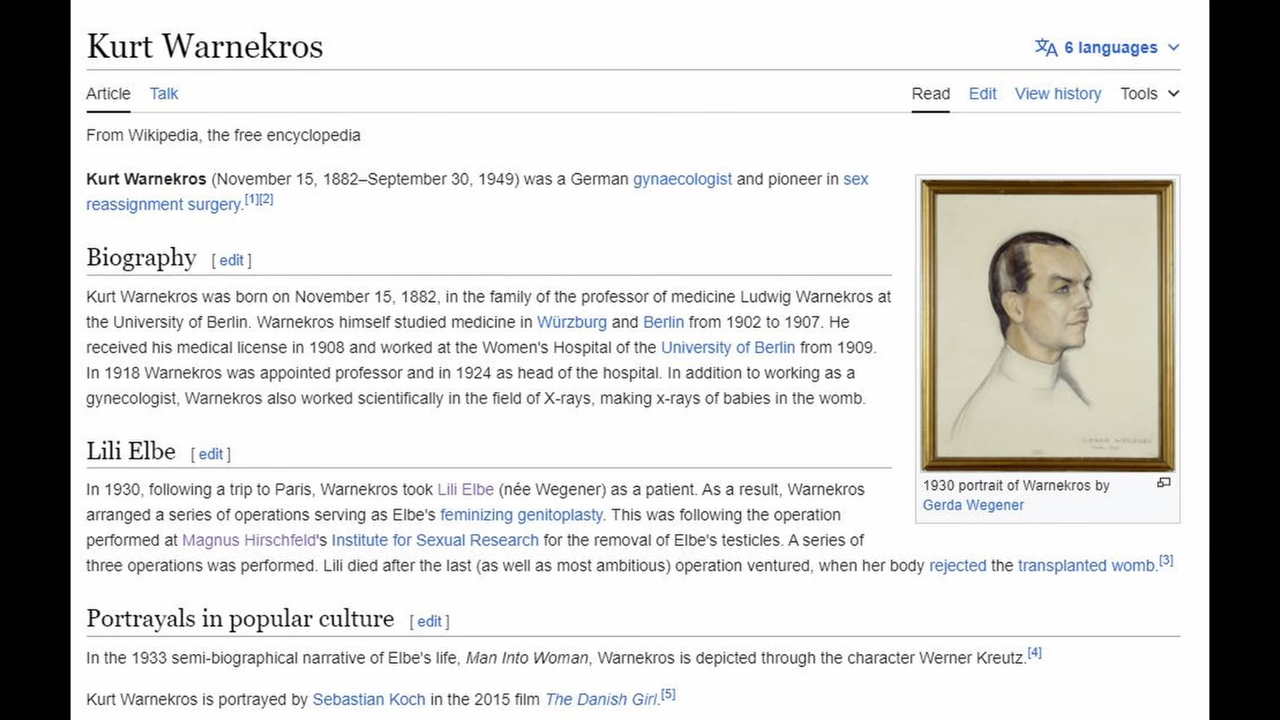 Kurt Warnekros
6 languages
Article Talk
Read Edit View history Tools
From Wikipedia, the free encyclopedia
Kurt Warnekros (November 15, 1882–September 30, 1949) was a German gynaecologist and pioneer in sex
reassignment surgery.[1][2]
Biography [ edit ]
Kurt Warnekros was born on November 15, 1882, in the family of the professor of medicine Ludwig Warnekros at
the University of Berlin. Warnekros himself studied medicine in Würzburg and Berlin from 1902 to 1907. He
received his medical license in 1908 and worked at the Women's Hospital of the University of Berlin from 1909.
In 1918 Warnekros was appointed professor and in 1924 as head of the hospital. In addition to working as a
gynecologist, Warnekros also worked scientifically in the field of X-rays, making x-rays of babies in the womb.
1930 portrait of Warnekros by
Gerda Wegener
Lili Elbe [ edit ]
In 1930, following a trip to Paris, Warnekros took Lili Elbe (née Wegener) as a patient. As a result, Warnekros
arranged a series of operations serving as Elbe's feminizing genitoplasty. This was following the operation
performed at Magnus Hirschfeld's Institute for Sexual Research for the removal of Elbe's testicles. A series of
three operations was performed. Lili died after the last (as well as most ambitious) operation ventured, when her body rejected the transplanted womb.[3]
Portrayals in popular culture [ edit ]
In the 1933 semi-biographical narrative of Elbe's life, Man Into Woman, Warnekros is depicted through the character Werner Kreutz.[4]
Kurt Warnekros is portrayed by Sebastian Koch in the 2015 film The Danish Girl.[5]